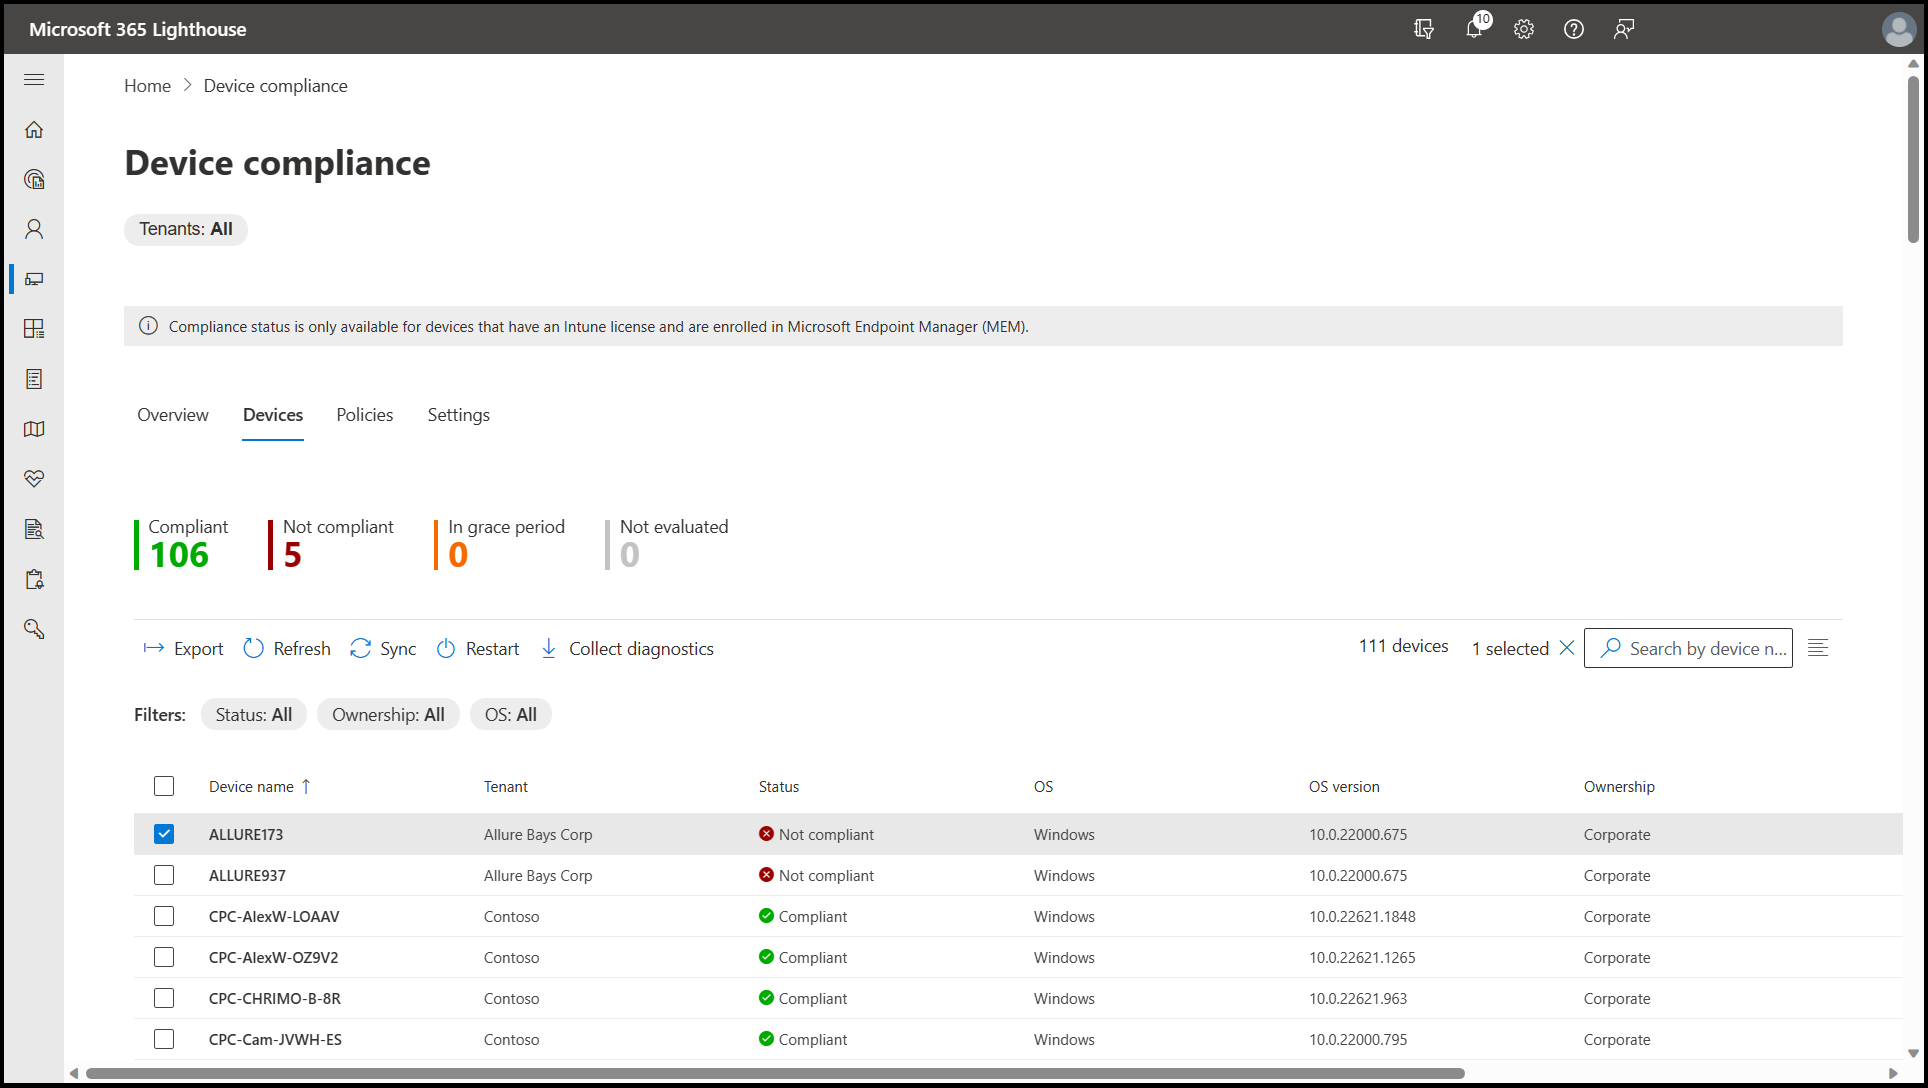 Microsoft 365 Lighthouse
10
Home > Device compliance
Device compliance
Tenants: All
Compliance status is only available for devices that have an Intune license and are enrolled in Microsoft Endpoint Manager (MEM).
Overview Devices Policies Settings
Compliant Not compliant In grace period Not evaluated
106 5 0 0
Export Refresh Sync Restart Collect diagnostics 111 devices 1 selected Search by device n...
Filters: Status: All Ownership: All OS: All
Device name ↑ Tenant Status OS OS version Ownership
ALLURE173 Allure Bays Corp Not compliant Windows 10.0.22000.675 Corporate
ALLURE937 Allure Bays Corp Not compliant Windows 10.0.22000.675 Corporate
CPC-AlexW-LOAAV Contoso Compliant Windows 10.0.22621.1848 Corporate
CPC-AlexW-OZ9V2 Contoso Compliant Windows 10.0.22621.1265 Corporate
CPC-CHRIMO-B-8R Contoso Compliant Windows 10.0.22621.963 Corporate
CPC-Cam-JVWH-ES Contoso Compliant Windows 10.0.22000.795 Corporate